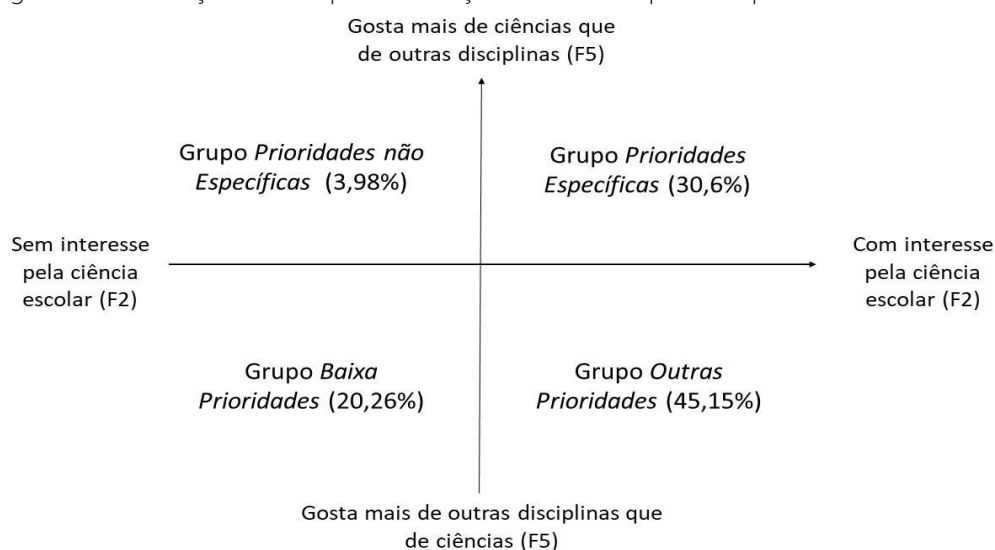 Gosta mais de ciências que
de outras disciplinas (F5)
Grupo Prioridades não
Específicas (3,98%)
Grupo Prioridades
Específicas (30,6%)
Sem interesse
pela ciência
escolar (F2)
Com interesse
pela ciência
escolar (F2)
Grupo Baixa
Prioridades (20,26%)
Grupo Outras
Prioridades (45,15%)
Gosta mais de outras disciplinas que
de ciências (F5)